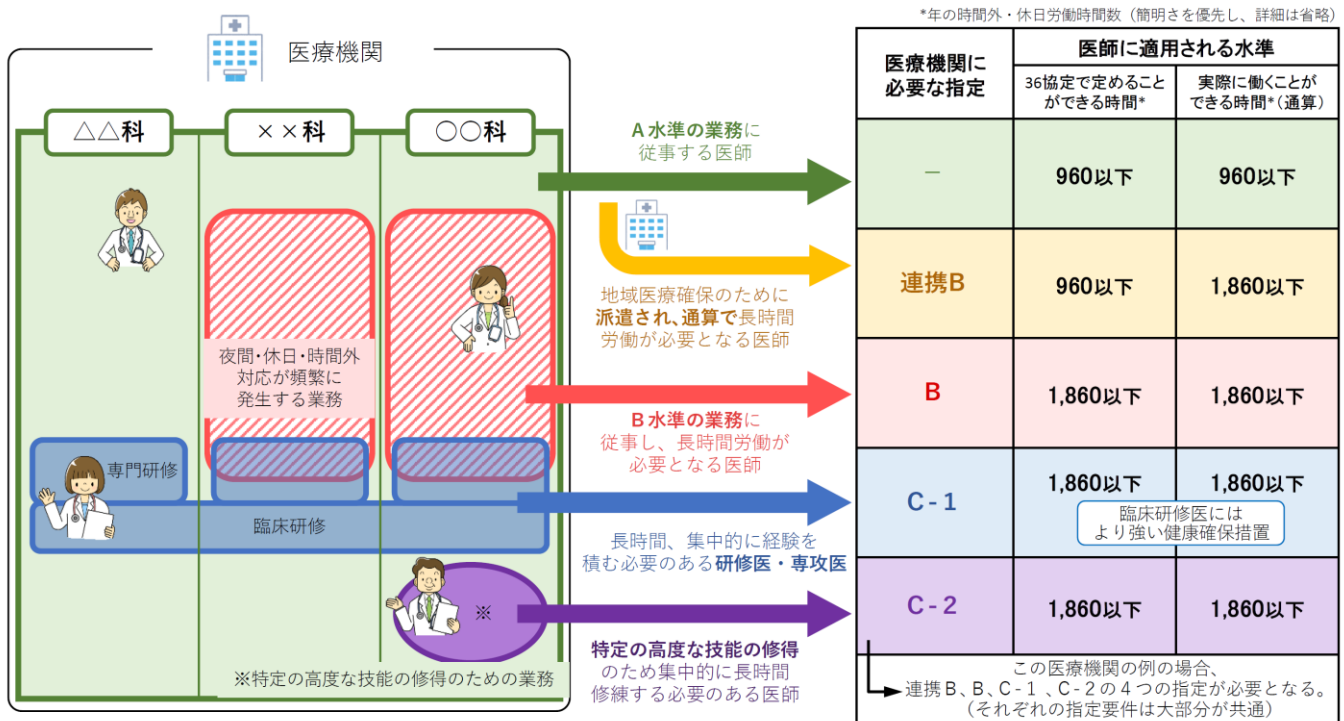 *年の時間外・休日労働時間数（簡明さを優先し、詳細は省略）
医療機関
△△科
××科
○○科
夜間・休日・時間外
対応が頻繁に
発生する業務
専門研修
臨床研修
※
※特定の高度な技能の修得のための業務
A水準の業務に
従事する医師
地域医療確保のために
派遣され、通算で長時間
労働が必要となる医師
B水準の業務に
従事し、長時間労働が
必要となる医師
長時間、集中的に経験を
積む必要のある研修医・専攻医
特定の高度な技能の修得
のため集中的に長時間
修練する必要のある医師
医療機関に
必要な指定
医師に適用される水準
36協定で定めること
ができる時間*
実際に働くことが
できる時間*（通算）
－
960以下
960以下
連携B
960以下
1,860以下
B
1,860以下
1,860以下
C-1
1,860以下
1,860以下
臨床研修医には
より強い健康確保措置
C-2
1,860以下
1,860以下
この医療機関の例の場合、
連携B、B、C-1、C-2の4つの指定が必要となる。
（それぞれの指定要件は大部分が共通）